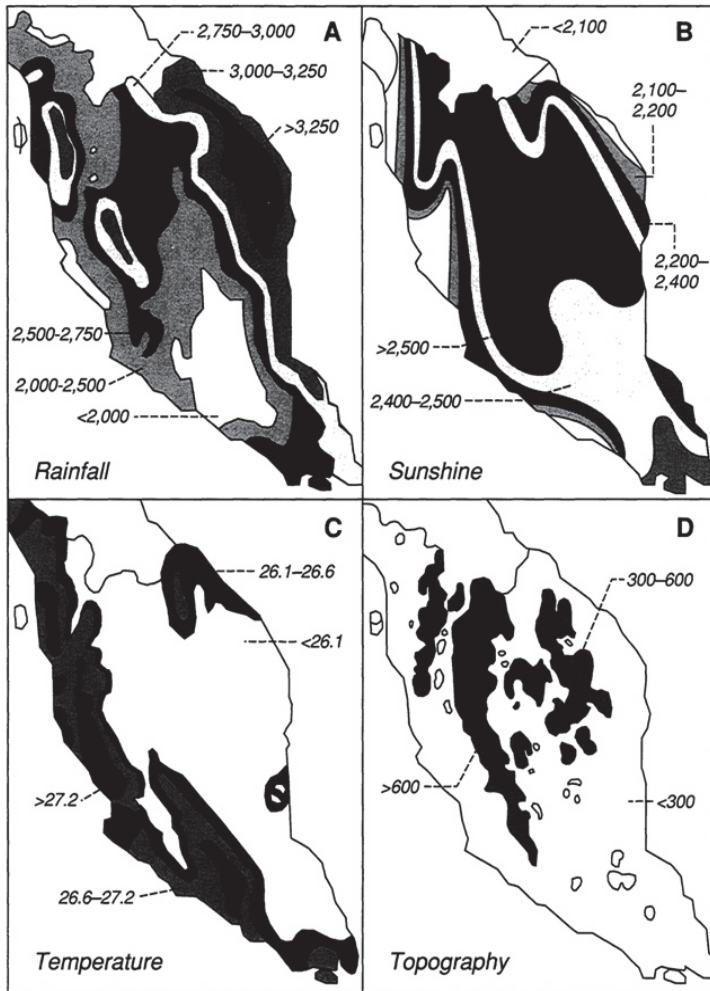 A
2,750–3,000
3,000–3,250
>3,250
2,500-2,750
2,000–2,500
<2,000
Rainfall
B
<2,100
2,100–
2,200
2,200–
2,400
>2,500
2,400–2,500
Sunshine
C
26.1–26.6
<26.1
>27.2
26.6–27.2
Temperature
D
300–600
>600
<300
Topography